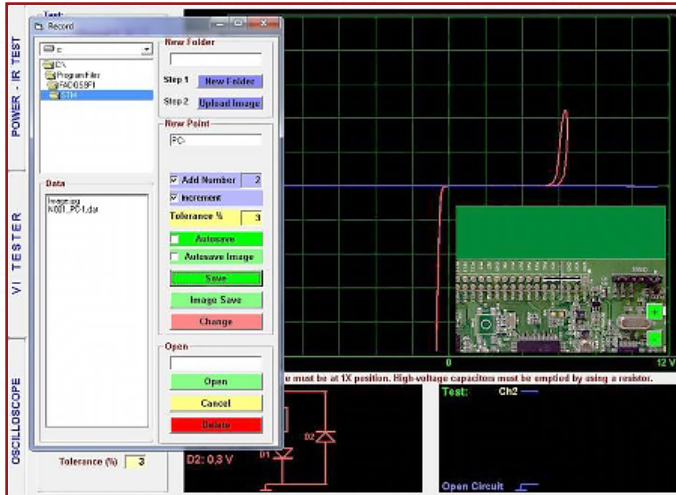 Test:
Record
c:
C:\
Program Files
STM
Data
Image.jpg
N001_PC-1.dat
New Folder
Step 1 New Folder
Step 2 Upload Image
New Point
PC-
Add Number 2
Increment
Tolerance % 3
Autosave
Autosave Image
Save
Image Save
Change
Open
Open
Cancel
Delete
POWER - IR TEST
VI TESTER
OSCILLOSCOPE
0
12 V
e must be at 1X position. High-voltage capacitors must be emptied by using a resistor.
Tolerance (%) 3
D2: 0,3 V
D1
D2
Test: Ch2
Open Circuit
+
-